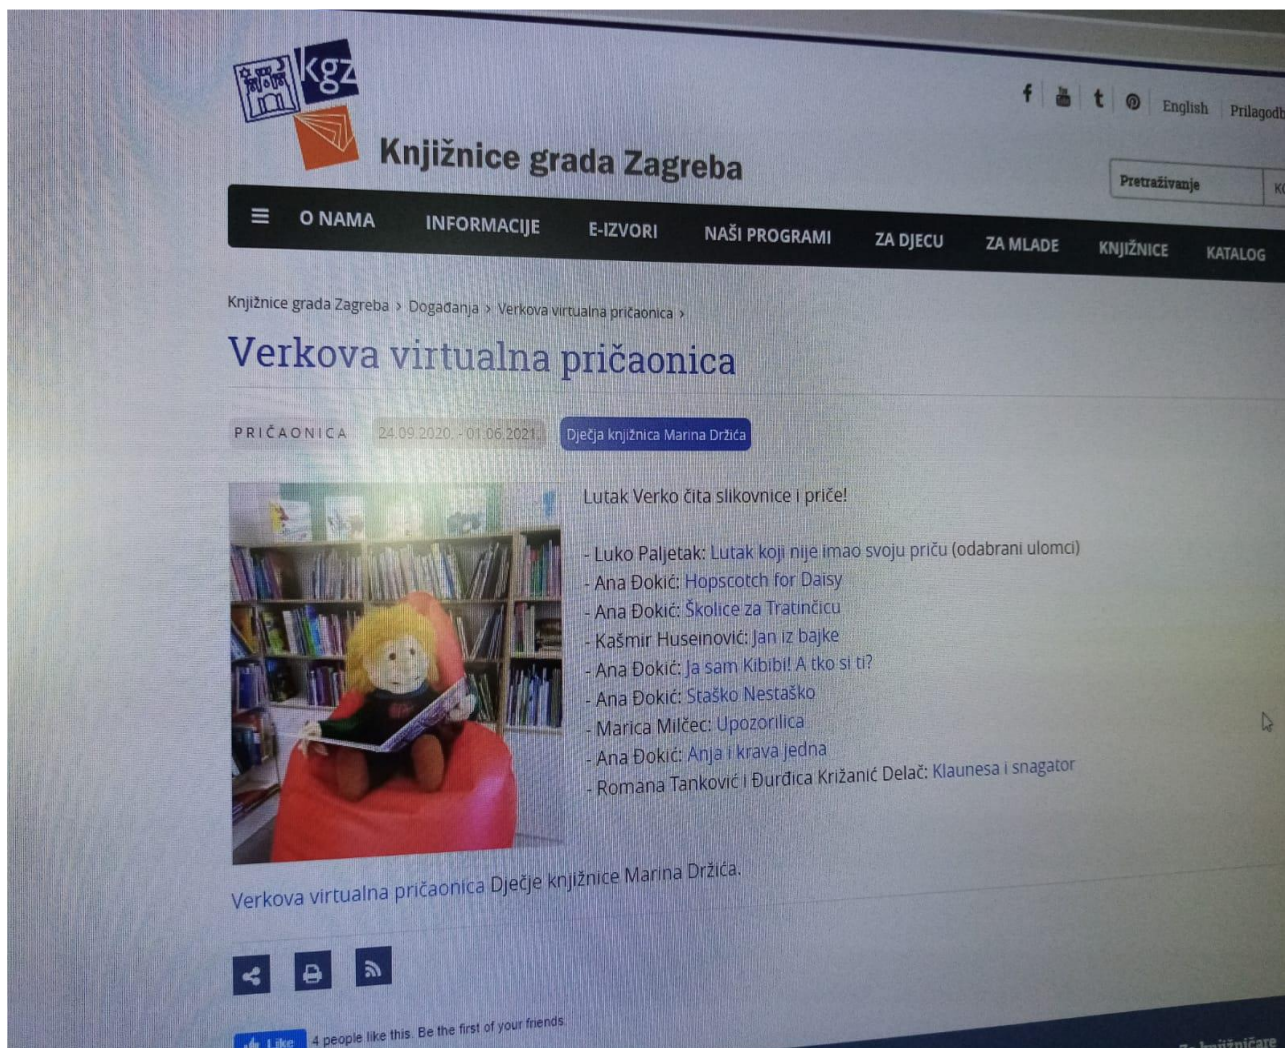 kgz
Knjižnice grada Zagreba
English Prilagodb
Pretraživanje
O NAMA INFORMACIJE E-IZVORI NAŠI PROGRAMI ZA DJECU ZA MLADE KNJIŽNICE KATALOG
Knjižnice grada Zagreba › Događanja › Verkova virtualna pričaonica ›
Verkova virtualna pričaonica
PRIČAONICA 24.09.2020. - 01.06.2021. Dječja knjižnica Marina Držića
Lutak Verko čita slikovnice i priče!
- Luko Paljetak: Lutak koji nije imao svoju priču (odabrani ulomci)
- Ana Đokić: Hopscotch for Daisy
- Ana Đokić: Školice za Tratinčicu
- Kašmir Huseinović: Jan iz bajke
- Ana Đokić: Ja sam Kibibi! A tko si ti?
- Ana Đokić: Staško Nestaško
- Marica Milčec: Upozorilica
- Ana Đokić: Anja i krava jedna
- Romana Tanković i Đurđica Križanić Delač: Klaunesa i snagator
Verkova virtualna pričaonica Dječje knjižnice Marina Držića.
Like 4 people like this. Be the first of your friends.
Za knjižničare